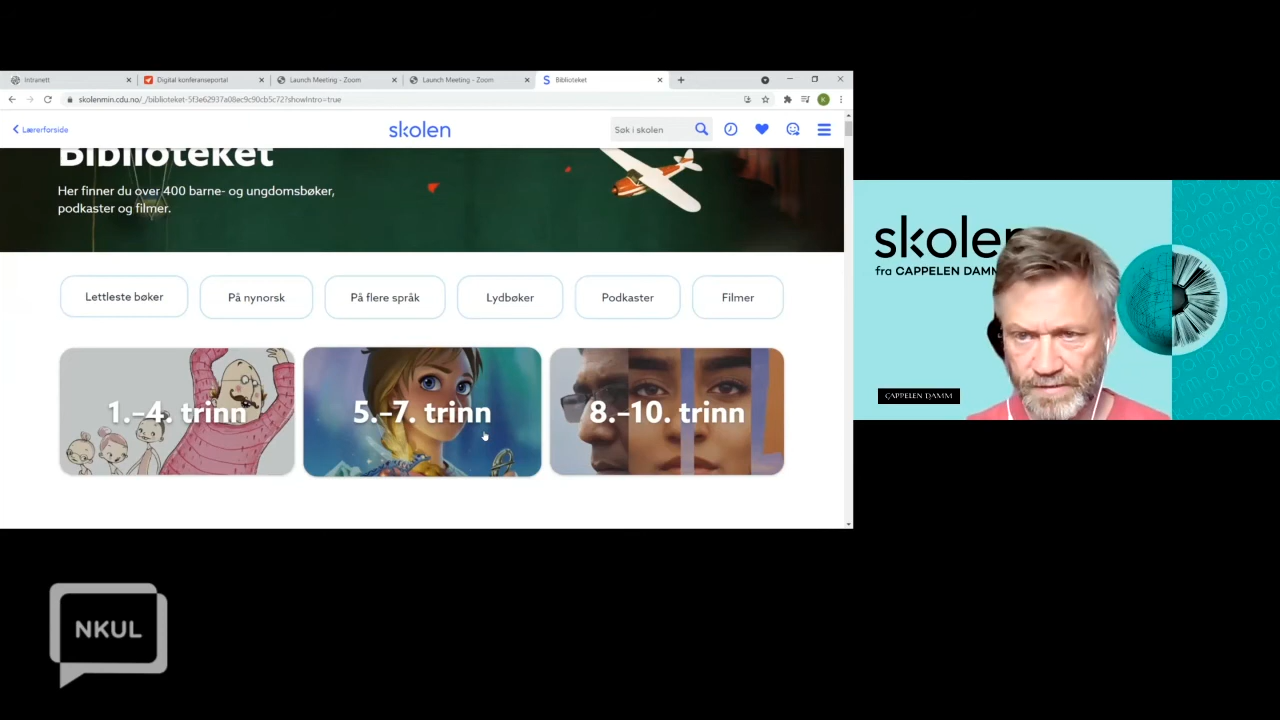 Intranett
Digital konferanseportal
Launch Meeting - Zoom
Launch Meeting - Zoom
Biblioteket
skolenmin.cdu.no/_/biblioteket-5f3e62937a08ec9c90cb5c72?showIntro=true
Lærerforside
skolen
Søk i skolen
Biblioteket
Her finner du over 400 barne- og ungdomsbøker,
podkaster og filmer.
Lettleste bøker
På nynorsk
På flere språk
Lydbøker
Podkaster
Filmer
1.–4. trinn
5.–7. trinn
8.–10. trinn
skolen
fra CAPPELEN DAMM
CAPPELEN DAMM
NKUL